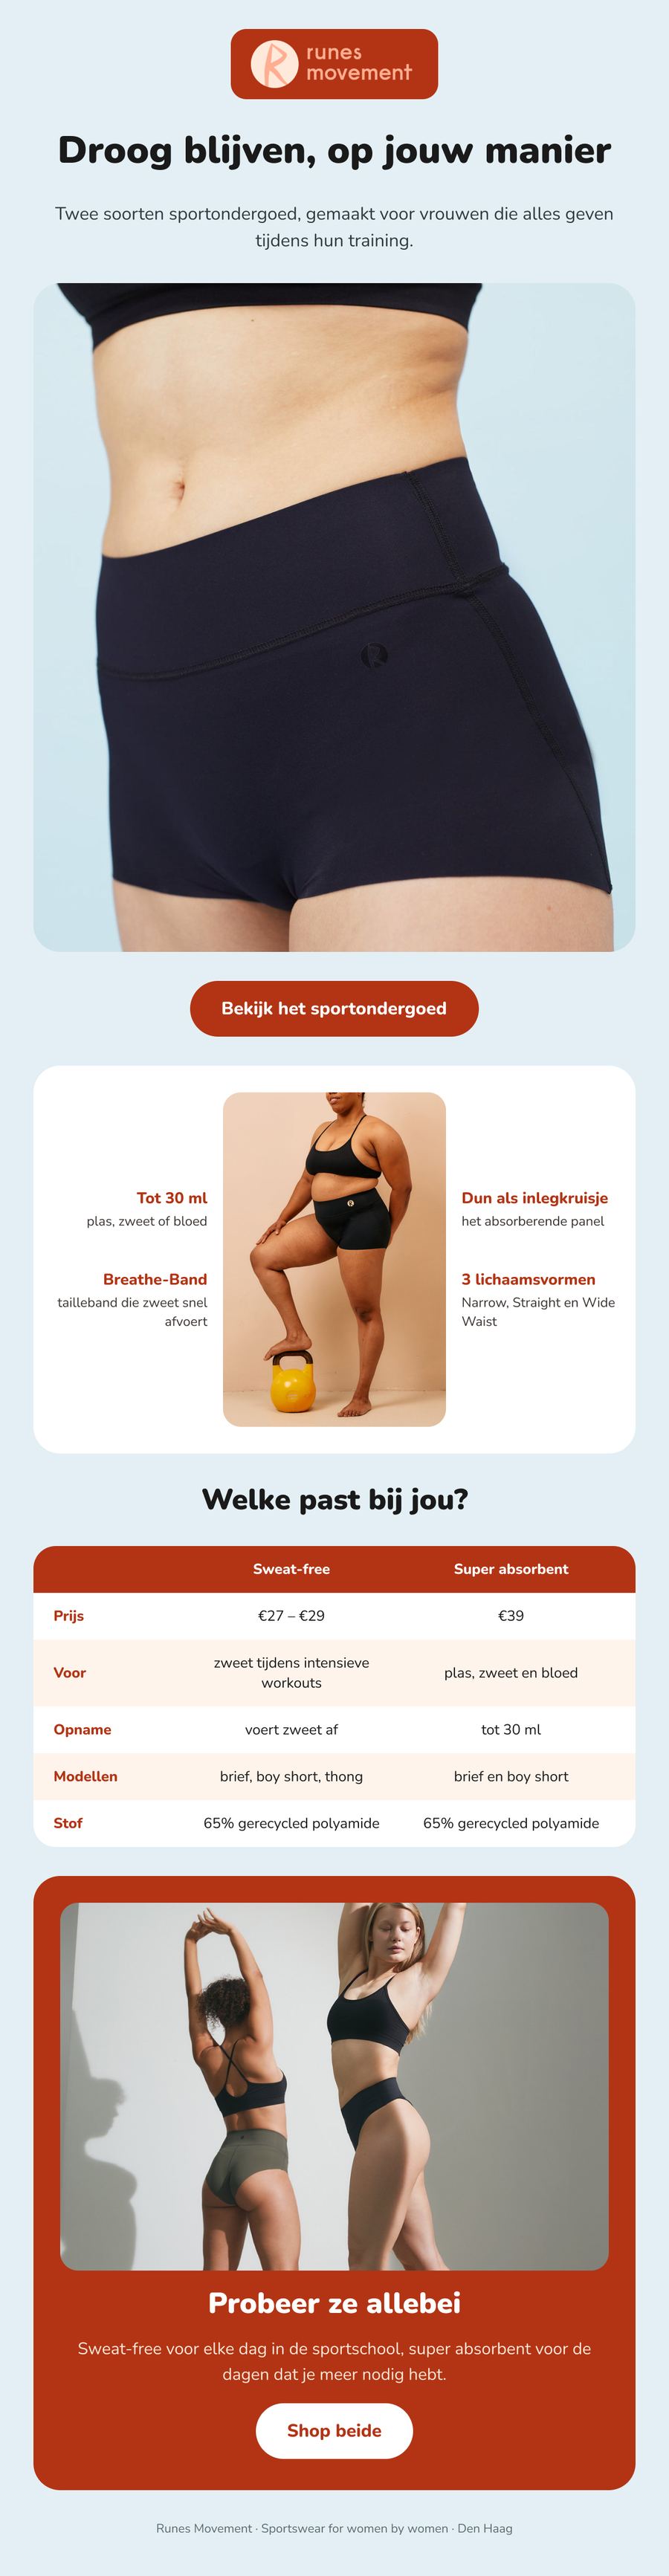 runes
movement
Droog blijven, op jouw manier
Twee soorten sportondergoed, gemaakt voor vrouwen die alles geven
tijdens hun training.
Bekijk het sportondergoed
Tot 30 ml
plas, zweet of bloed
Breathe-Band
tailleband die zweet snel
afvoert
Dun als inlegkruisje
het absorberende panel
3 lichaamsvormen
Narrow, Straight en Wide
Waist
Welke past bij jou?
Sweat-free Super absorbent
Prijs €27 – €29 €39
Voor zweet tijdens intensieve
workouts plas, zweet en bloed
Opname voert zweet af tot 30 ml
Modellen brief, boy short, thong brief en boy short
Stof 65% gerecycled polyamide 65% gerecycled polyamide
Probeer ze allebei
Sweat-free voor elke dag in de sportschool, super absorbent voor de
dagen dat je meer nodig hebt.
Shop beide
Runes Movement · Sportswear for women by women · Den Haag